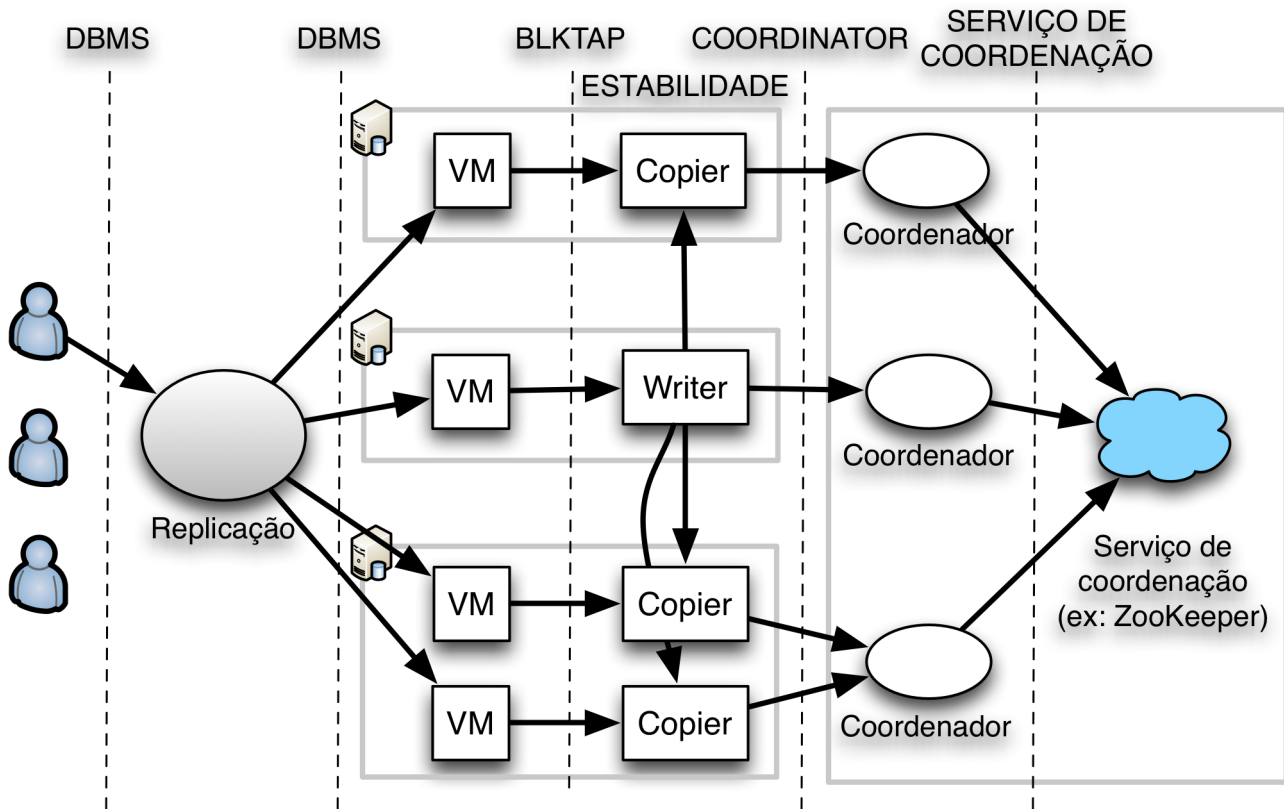 DBMS
DBMS
BLKTAP
COORDINATOR
SERVIÇO DE
COORDENAÇÃO
ESTABILIDADE
VM
Copier
Coordenador
VM
Writer
Coordenador
Replicação
VM
Copier
Serviço de
coordenação
(ex: ZooKeeper)
VM
Copier
Coordenador